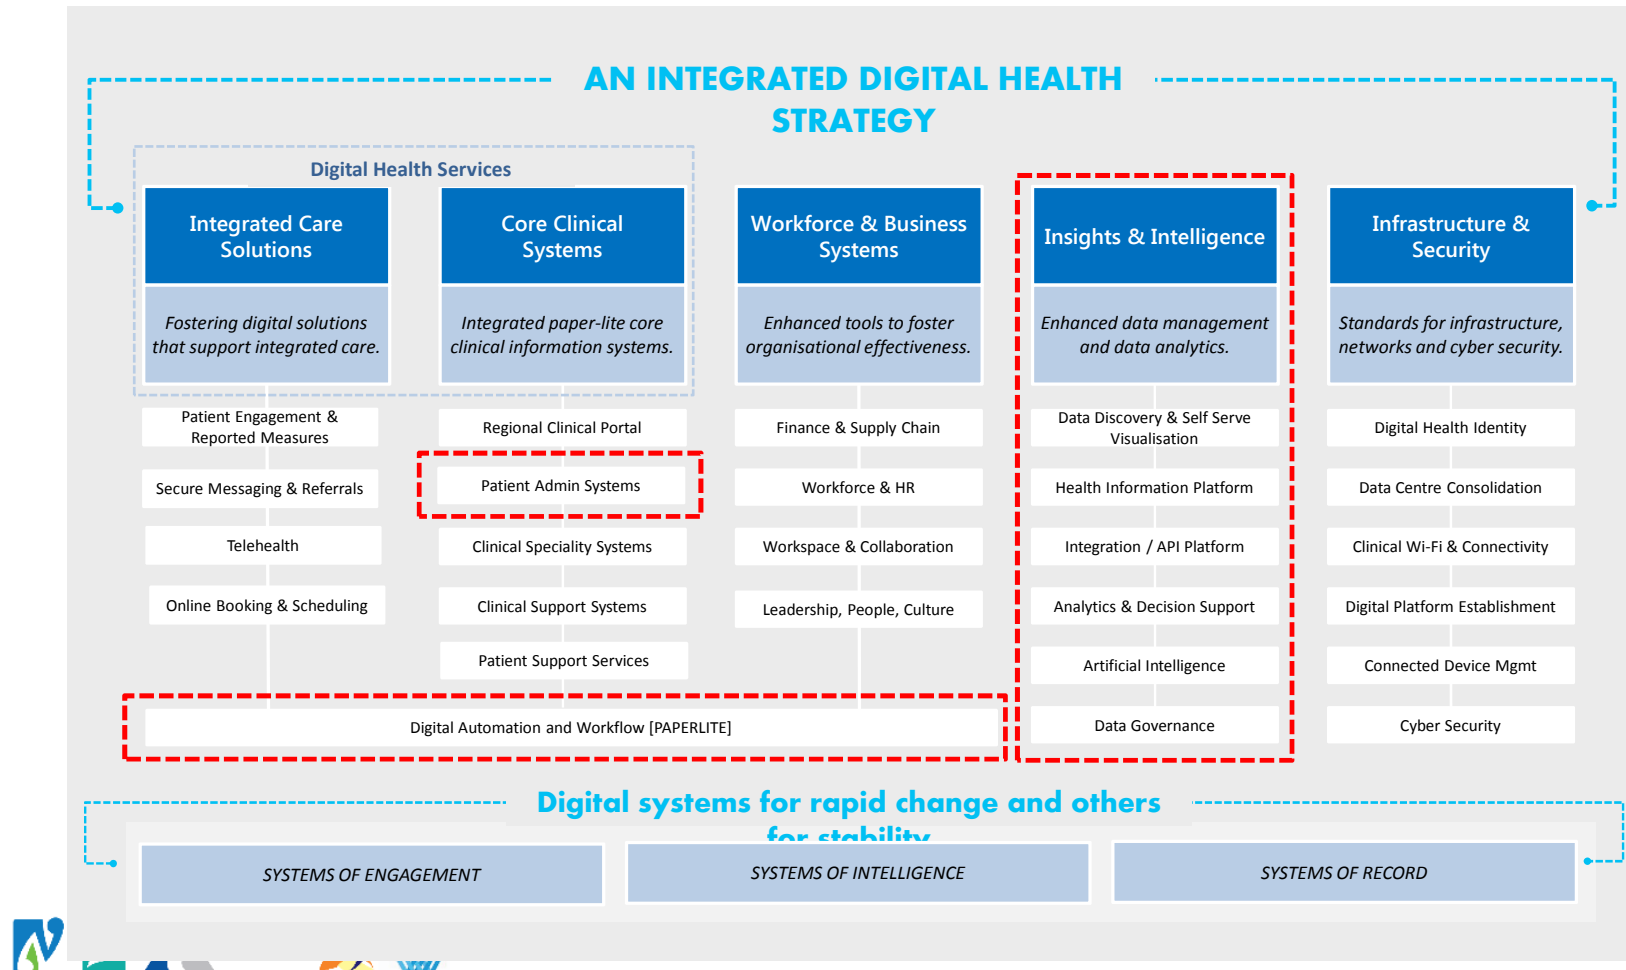 AN INTEGRATED DIGITAL HEALTH
STRATEGY
Digital Health Services
Integrated Care
Solutions
Fostering digital solutions
that support integrated care.
Patient Engagement &
Reported Measures
Secure Messaging & Referrals
Telehealth
Online Booking & Scheduling
Core Clinical
Systems
Integrated paper-lite core
clinical information systems.
Regional Clinical Portal
Patient Admin Systems
Clinical Speciality Systems
Clinical Support Systems
Patient Support Services
Workforce & Business
Systems
Enhanced tools to foster
organisational effectiveness.
Finance & Supply Chain
Workforce & HR
Workspace & Collaboration
Leadership, People, Culture
Digital Automation and Workflow [PAPERLITE]
Insights & Intelligence
Enhanced data management
and data analytics.
Data Discovery & Self Serve
Visualisation
Health Information Platform
Integration / API Platform
Analytics & Decision Support
Artificial Intelligence
Data Governance
Infrastructure &
Security
Standards for infrastructure,
networks and cyber security.
Digital Health Identity
Data Centre Consolidation
Clinical Wi-Fi & Connectivity
Digital Platform Establishment
Connected Device Mgmt
Cyber Security
Digital systems for rapid change and others
for stability
SYSTEMS OF ENGAGEMENT
SYSTEMS OF INTELLIGENCE
SYSTEMS OF RECORD